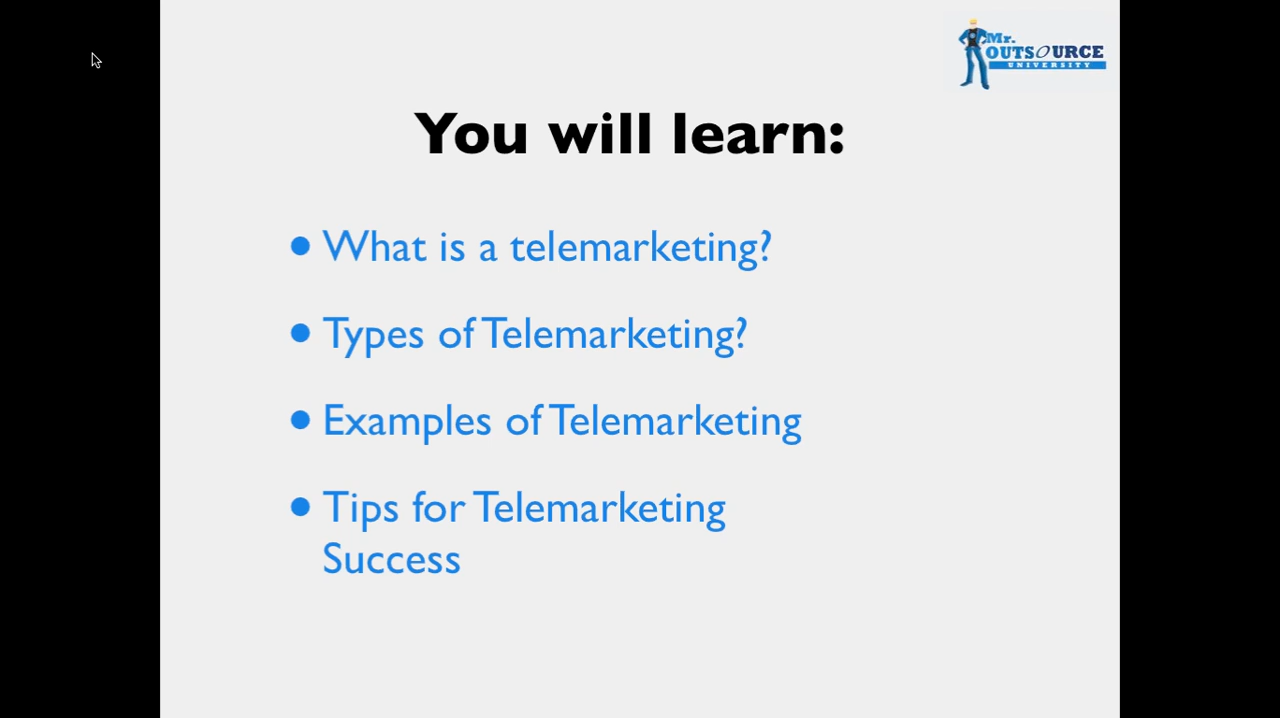 Mr.
OUTSOURCE
UNIVERSITY
You will learn:
• What is a telemarketing?
• Types of Telemarketing?
• Examples of Telemarketing
• Tips for Telemarketing
Success